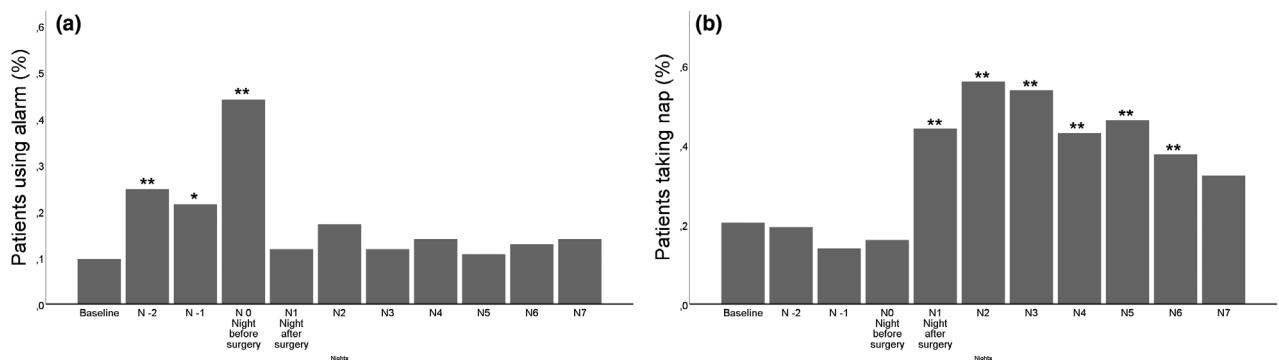 (a)
Patients using alarm (%)
,6
,5
,4
,3
,2
,1
,0
**
*
**
Baseline
N -2
N -1
N 0
Night
before
surgery
N1
Night
after
surgery
N2
N3
N4
N5
N6
N7
Nights
(b)
Patients taking nap (%)
,6
,4
,2
,0
**
**
**
**
**
**
Baseline
N -2
N -1
N0
Night
before
surgery
N1
Night
after
surgery
N2
N3
N4
N5
N6
N7
Nights